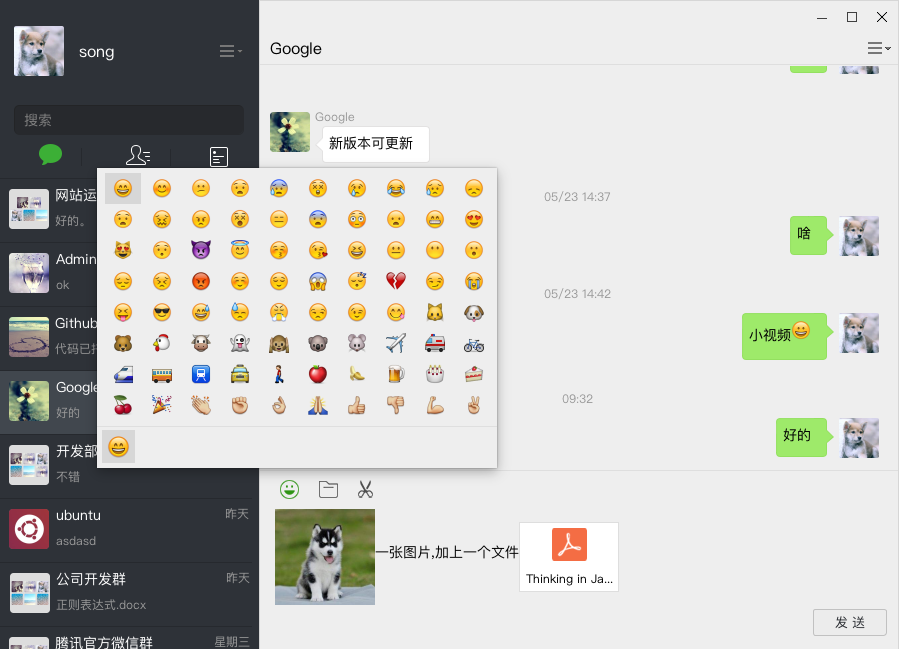 song
搜索
网站运
好的。
Admin
ok
Github
代码已扌
Google
好的
开发部
不错
ubuntu
昨天
asdasd
公司开发群
昨天
正则表达式.docx
腾讯官方微信群
星期三
Google
Google
新版本可更新
05/23 14:37
啥
05/23 14:42
小视频😀
09:32
好的
一张图片,加上一个文件
Thinking in Ja...
发 送